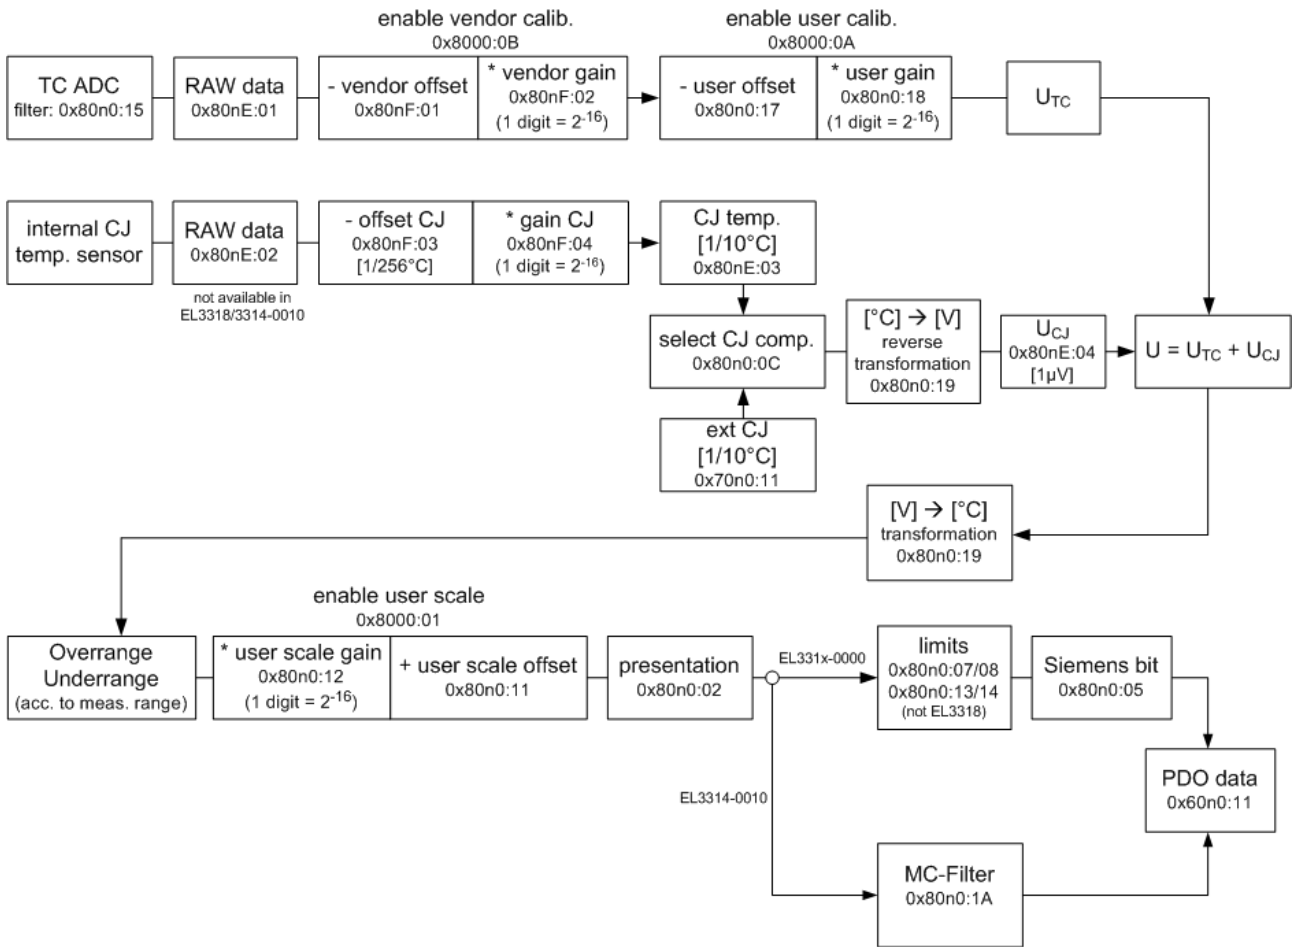 enable vendor calib.
0x8000:0B
enable user calib.
0x8000:0A
TC ADC
filter: 0x80n0:15
RAW data
0x80nE:01
- vendor offset
0x80nF:01
* vendor gain
0x80nF:02
(1 digit = 2⁻¹⁶)
- user offset
0x80n0:17
* user gain
0x80n0:18
(1 digit = 2⁻¹⁶)
U_TC
internal CJ
temp. sensor
RAW data
0x80nE:02
not available in
EL3318/3314-0010
- offset CJ
0x80nF:03
[1/256°C]
* gain CJ
0x80nF:04
(1 digit = 2⁻¹⁶)
CJ temp.
[1/10°C]
0x80nE:03
select CJ comp.
0x80n0:0C
[°C] → [V]
reverse
transformation
0x80n0:19
U_CJ
0x80nE:04
[1µV]
U = U_TC + U_CJ
ext CJ
[1/10°C]
0x70n0:11
[V] → [°C]
transformation
0x80n0:19
enable user scale
0x8000:01
Overrange
Underrange
(acc. to meas. range)
* user scale gain
0x80n0:12
(1 digit = 2⁻¹⁶)
+ user scale offset
0x80n0:11
presentation
0x80n0:02
EL331x-0000
limits
0x80n0:07/08
0x80n0:13/14
(not EL3318)
Siemens bit
0x80n0:05
EL3314-0010
PDO data
0x60n0:11
MC-Filter
0x80n0:1A